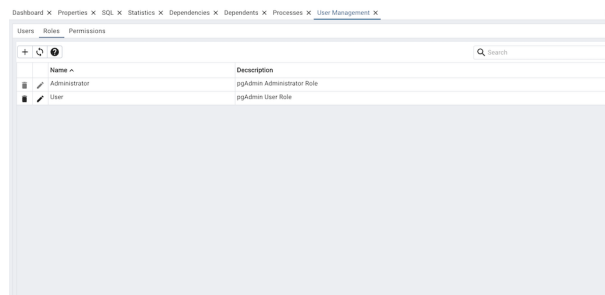 Dashboard × Properties × SQL × Statistics × Dependencies × Dependents × Processes × User Management ×
Users Roles Permissions
Search
Name Decscription
Administrator pgAdmin Administrator Role
User pgAdmin User Role